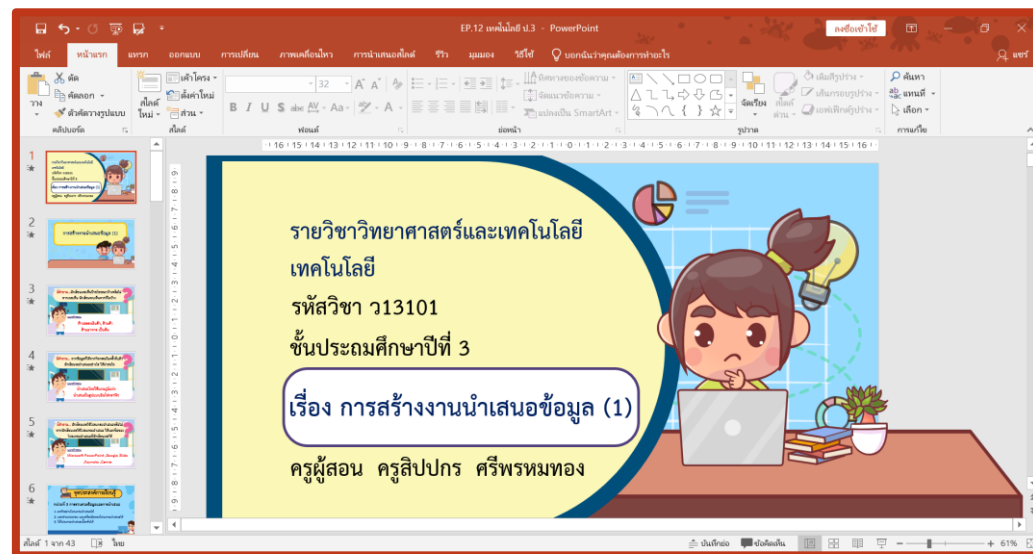 EP.12 เทคโนโลยี ป.3 - PowerPoint
ลงชื่อเข้าใช้
ไฟล์ หน้าแรก แทรก ออกแบบ การเปลี่ยน ภาพเคลื่อนไหว การนำเสนอสไลด์ รีวิว มุมมอง วิธีใช้ บอกฉันว่าคุณต้องการทำอะไร แชร์
วาง
ตัด
คัดลอก
ตัวคัดวางรูปแบบ
คลิปบอร์ด
สไลด์ใหม่
เค้าโครง
ตั้งค่าใหม่
ส่วน
สไลด์
32
B I U S abc AV Aa A
ฟอนต์
ทิศทางของข้อความ
จัดแนวข้อความ
แปลงเป็น SmartArt
ย่อหน้า
จัดเรียง
สไตล์ด่วน
เติมสีรูปร่าง
เส้นกรอบรูปร่าง
เอฟเฟ็กต์รูปร่าง
รูปวาด
ค้นหา
แทนที่
เลือก
การแก้ไข
1
2
3
4
5
6
รายวิชาวิทยาศาสตร์และเทคโนโลยี
เทคโนโลยี
รหัสวิชา ว13101
ชั้นประถมศึกษาปีที่ 3
เรื่อง การสร้างงานนำเสนอข้อมูล (1)
ครูผู้สอน ครูสิปปกร ศรีพรหมทอง
สไลด์ 1 จาก 43 ไทย บันทึกย่อ ข้อคิดเห็น 61%